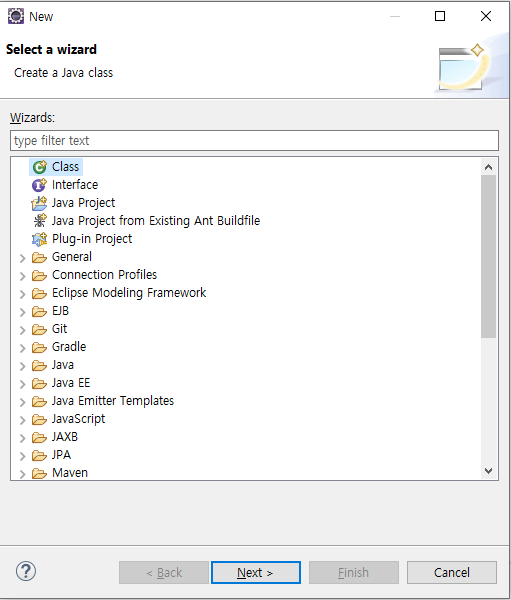 New
Select a wizard
Create a Java class
Wizards:
type filter text
Class
Interface
Java Project
Java Project from Existing Ant Buildfile
Plug-in Project
General
Connection Profiles
Eclipse Modeling Framework
EJB
Git
Gradle
Java
Java EE
Java Emitter Templates
JavaScript
JAXB
JPA
Maven
< Back Next > Finish Cancel